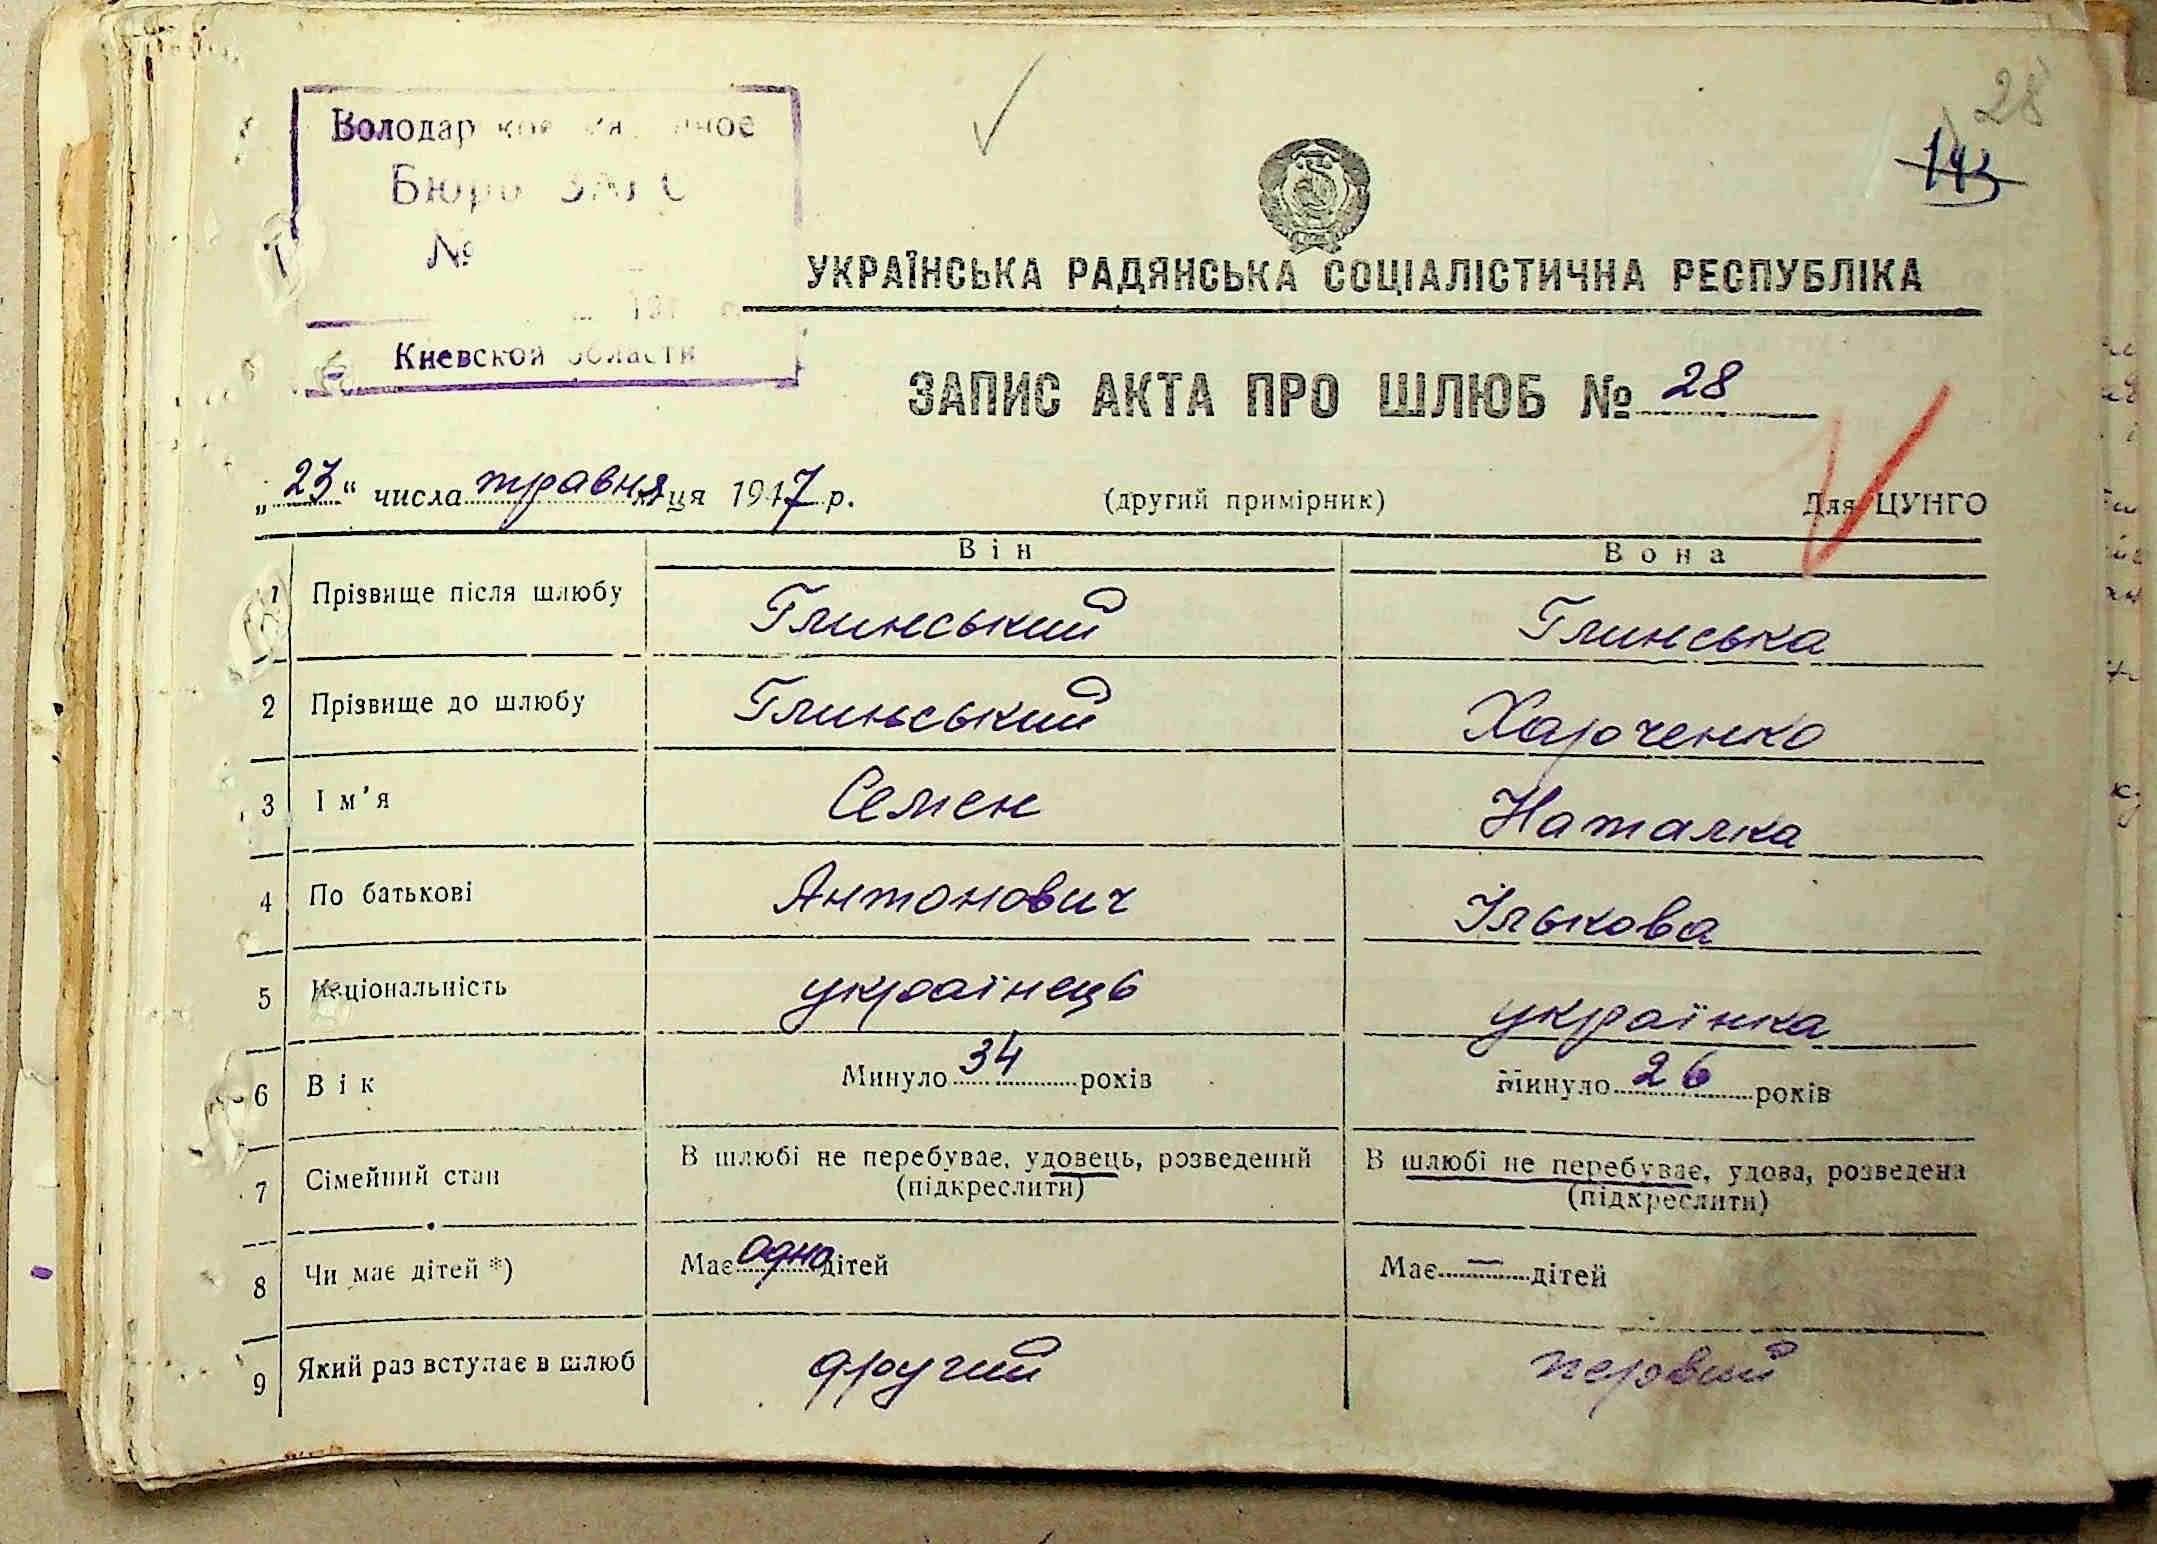 28
143
Бюро ЗАГС
№
Киевской области
УКРАЇНСЬКА РАДЯНСЬКА СОЦІАЛІСТИЧНА РЕСПУБЛІКА
ЗАПИС АКТА ПРО ШЛЮБ № 28
„23“ числа травня м-ця 1947 р. (другий примірник) Для ЦУНГО
Він Вона
1 Прізвище після шлюбу Глинський Глинська
2 Прізвище до шлюбу Глинський Харченко
3 Ім’я Семен Наталка
4 По батькові Антонович Ількова
5 Національність українець українка
6 Вік Минуло 34 років Минуло 26 років
7 Сімейний стан В шлюбі не перебуває, удовець, розведений В шлюбі не перебуває, удова, розведена
(підкреслити) (підкреслити)
8 Чи має дітей *) Має одно дітей Має — дітей
9 Який раз вступає в шлюб другий первий